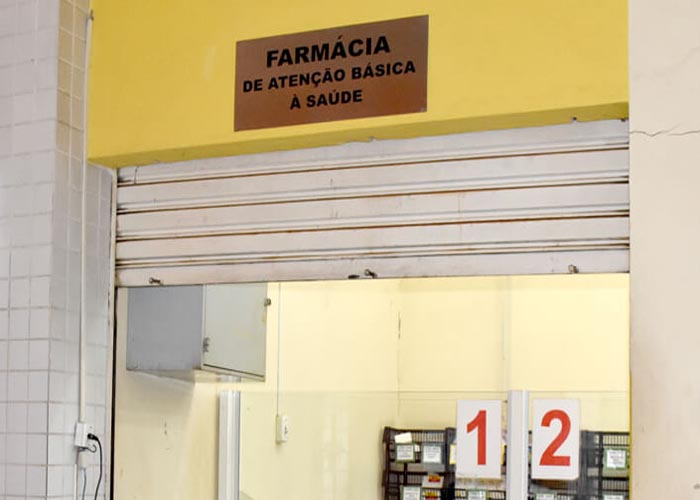 FARMÁCIA
DE ATENÇÃO BÁSICA
À SAÚDE
1 2